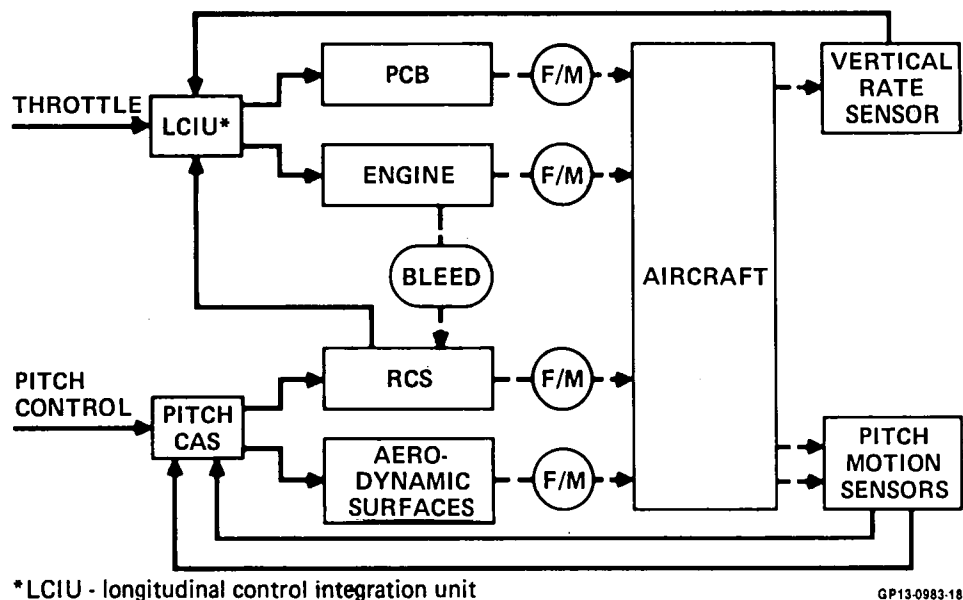 PCB
F/M
VERTICAL
RATE
SENSOR
THROTTLE
LCIU*
ENGINE
F/M
BLEED
AIRCRAFT
RCS
F/M
PITCH
CONTROL
PITCH
CAS
AERO-
DYNAMIC
SURFACES
F/M
PITCH
MOTION
SENSORS
*LCIU - longitudinal control integration unit
GP13-0983-18